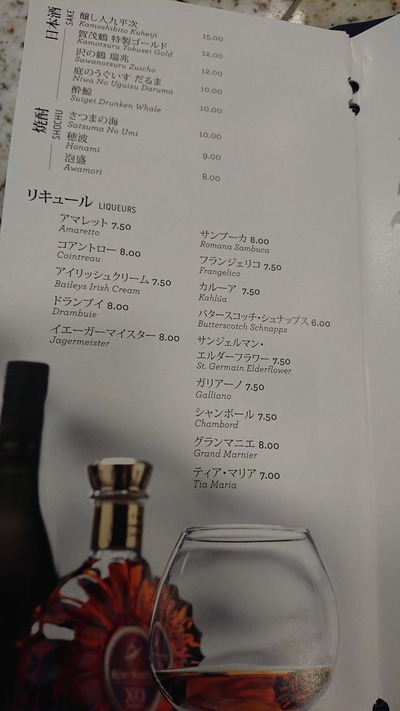 日本酒 SAKE
醸し人九平次 15.00
Kamoshibito Kuheiji
賀茂鶴 特製ゴールド 12.00
Kamotsuru Tokusei Gold
沢の鶴 瑞兆 12.00
Sawanotsuru Zuicho
庭のうぐいす だるま 10.00
Niwa No Uguisu Daruma
酔鯨 10.00
Suigei Drunken Whale
焼酎 SHOCHU
さつまの海 10.00
Satsuma No Umi
穂波 9.00
Honami
泡盛 8.00
Awamori
リキュール LIQUEURS
アマレット 7.50
Amaretto
コアントロー 8.00
Cointreau
アイリッシュクリーム 7.50
Baileys Irish Cream
ドランブイ 8.00
Drambuie
イエーガーマイスター 8.00
Jagermeister
サンブーカ 8.00
Romana Sambuca
フランジェリコ 7.50
Frangelico
カルーア 7.50
Kahlúa
バタースコッチ・シュナップス 6.00
Butterscotch Schnapps
サンジェルマン・
エルダーフラワー 7.50
St. Germain Elderflower
ガリアーノ 7.50
Galliano
シャンボール 7.50
Chambord
グランマニエ 8.00
Grand Marnier
ティア・マリア 7.00
Tia Maria
XO